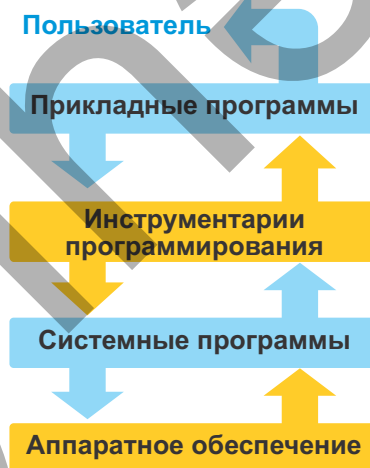 Пользователь
Прикладные программы
Инструментарии
программирования
Системные программы
Аппаратное обеспечение